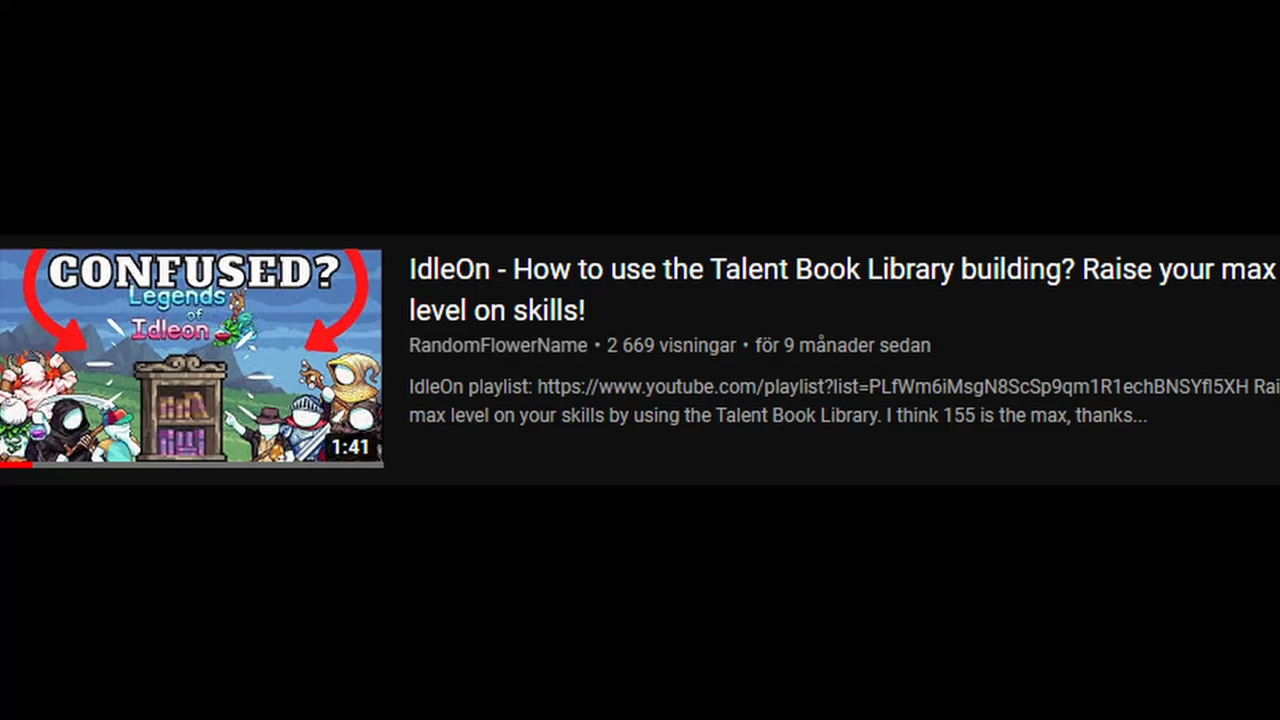 CONFUSED?
Legends
of
Idleon
1:41
IdleOn - How to use the Talent Book Library building? Raise your max
level on skills!
RandomFlowerName • 2 669 visningar • för 9 månader sedan
IdleOn playlist: https://www.youtube.com/playlist?list=PLfWm6iMsgN8ScSp9qm1R1echBNSYfl5XH Rai
max level on your skills by using the Talent Book Library. I think 155 is the max, thanks...